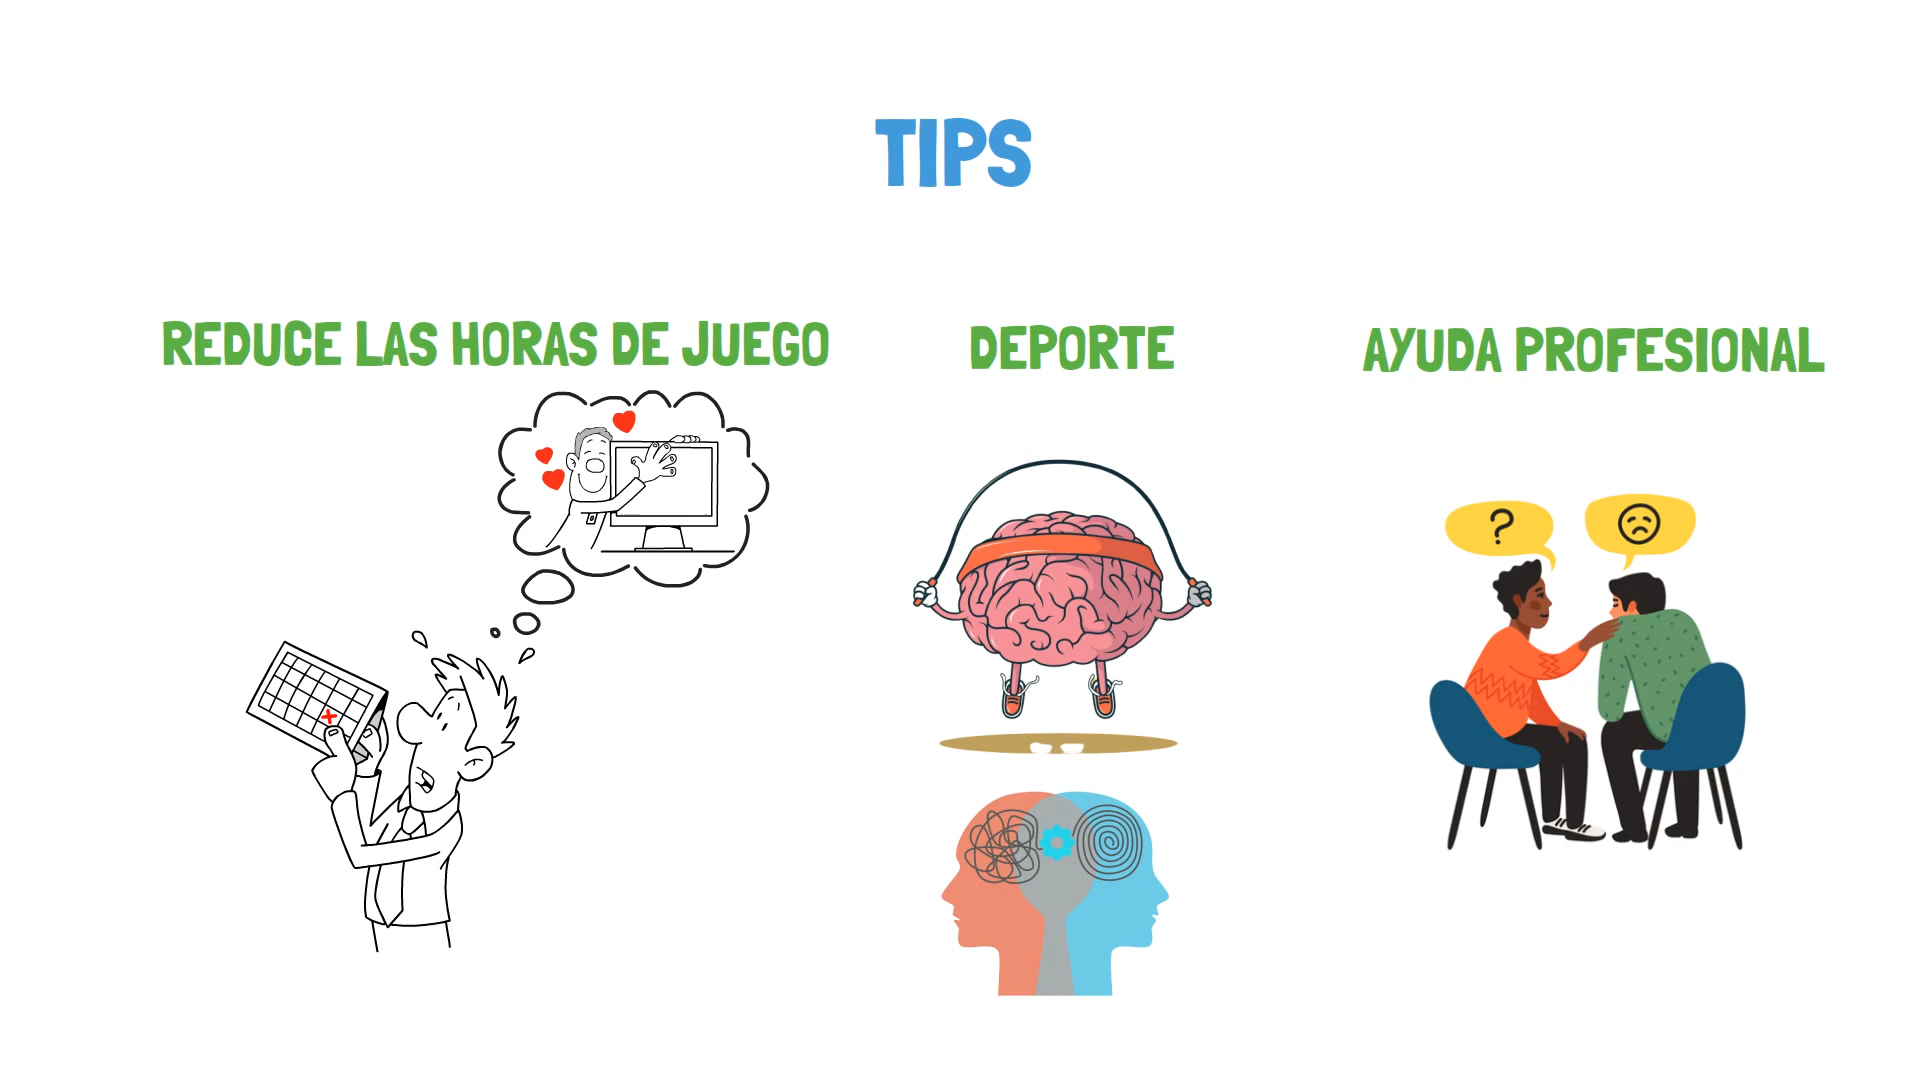 TIPS
REDUCE LAS HORAS DE JUEGO
DEPORTE
AYUDA PROFESIONAL
?